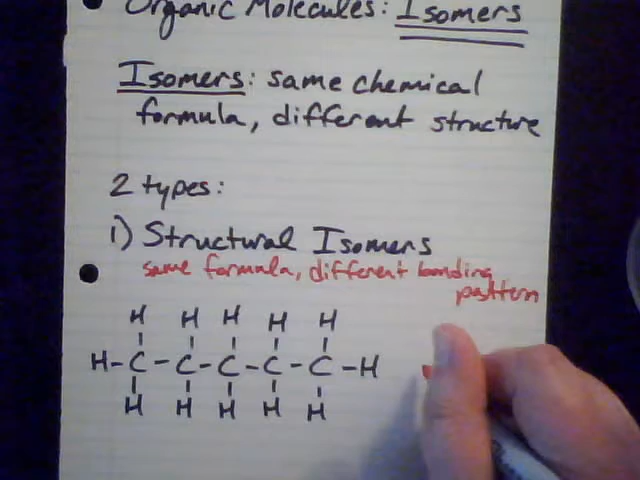 Organic Molecules: Isomers
Isomers: same chemical
formula, different structure
2 types:
1) Structural Isomers
same formula, different bonding
pattern
H H H H H
H-C-C-C-C-C-H
H H H H H